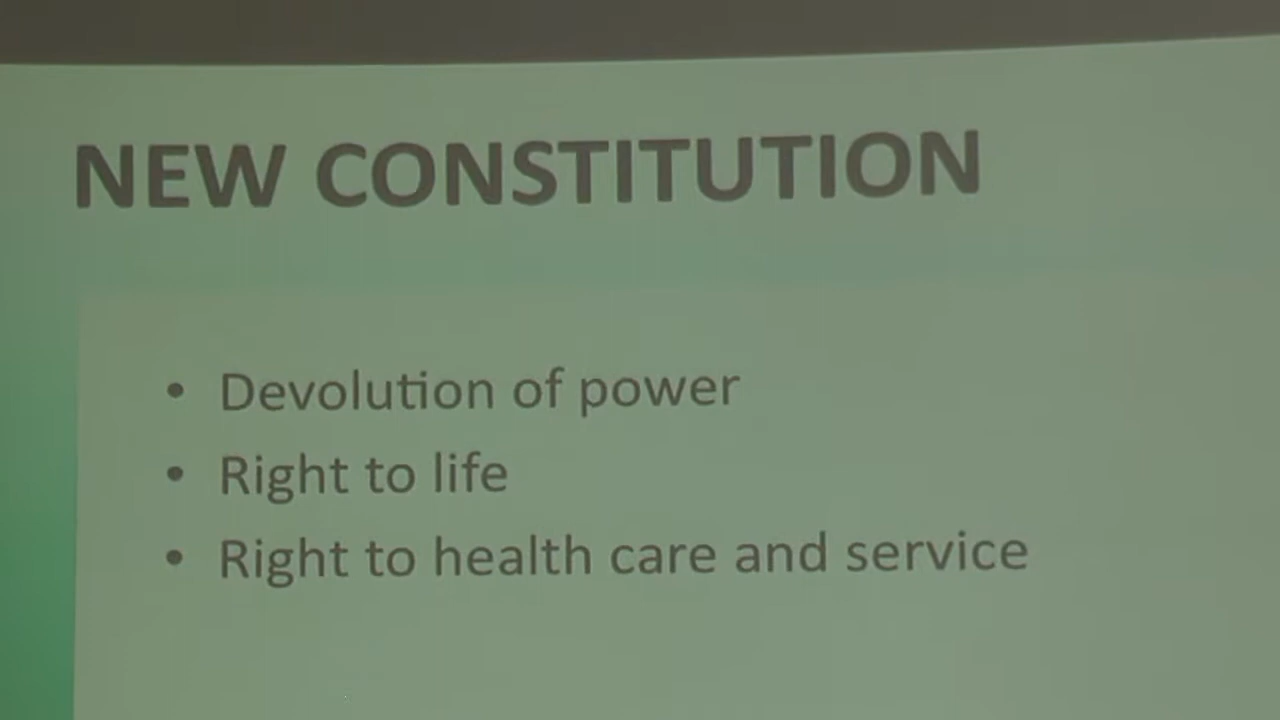 NEW CONSTITUTION
• Devolution of power
• Right to life
• Right to health care and service